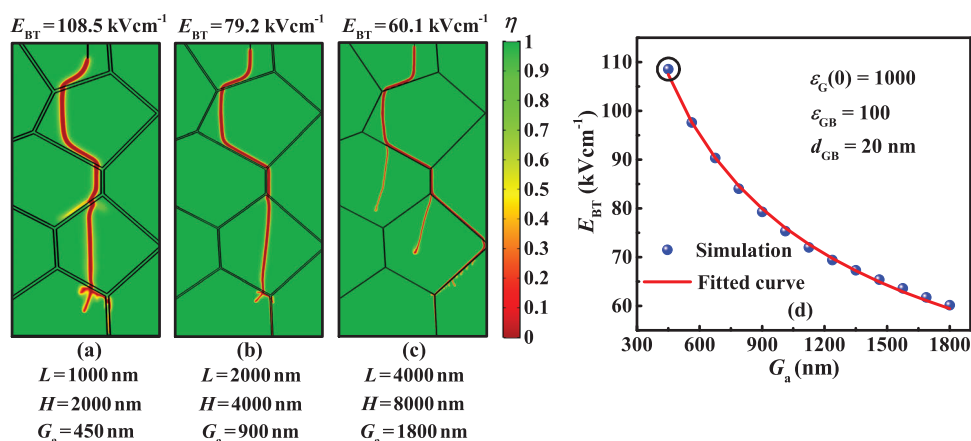 E_BT = 108.5 kVcm⁻¹ E_BT = 79.2 kVcm⁻¹ E_BT = 60.1 kVcm⁻¹ η
1
0.9
0.8
0.7
0.6
0.5
0.4
0.3
0.2
0.1
0
(a) (b) (c)
L = 1000 nm L = 2000 nm L = 4000 nm
H = 2000 nm H = 4000 nm H = 8000 nm
G_a = 450 nm G_a = 900 nm G_a = 1800 nm
E_BT (kVcm⁻¹)
110
100
90
80
70
60
ε_G(0) = 1000
ε_GB = 100
d_GB = 20 nm
Simulation
Fitted curve
(d)
300 600 900 1200 1500 1800
G_a (nm)